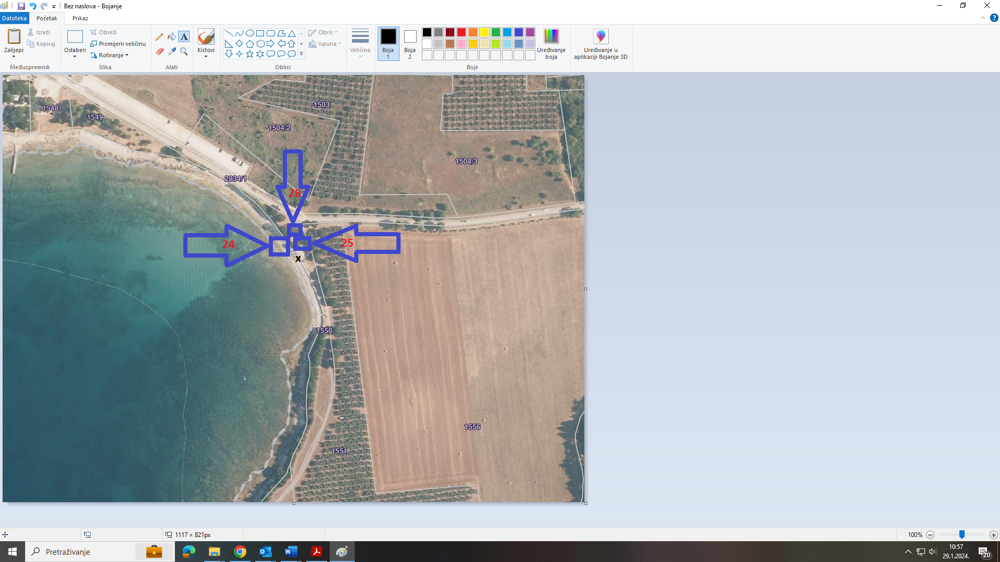 Bez naslova - Bojanje
Datoteka Početak Prikaz
Zalijepi
Izreži
Kopiraj
Međuspremnik
Odaberi
Obreži
Promijeni veličinu
Rotiranje
Slika
A
Alati
Kistovi
Oblici
Obris
Ispuna
Veličina
Boja
1
Boja
2
Boje
Uređivanje
boja
Uređivanje u
aplikaciji Bojanje 3D
?
1548
1549
1503
1504/2
1504/3
2834/1
26
24
25
x
1550
1556
1551
1117 × 821px
100%
Pretraživanje
10:57
29.1.2024.
20